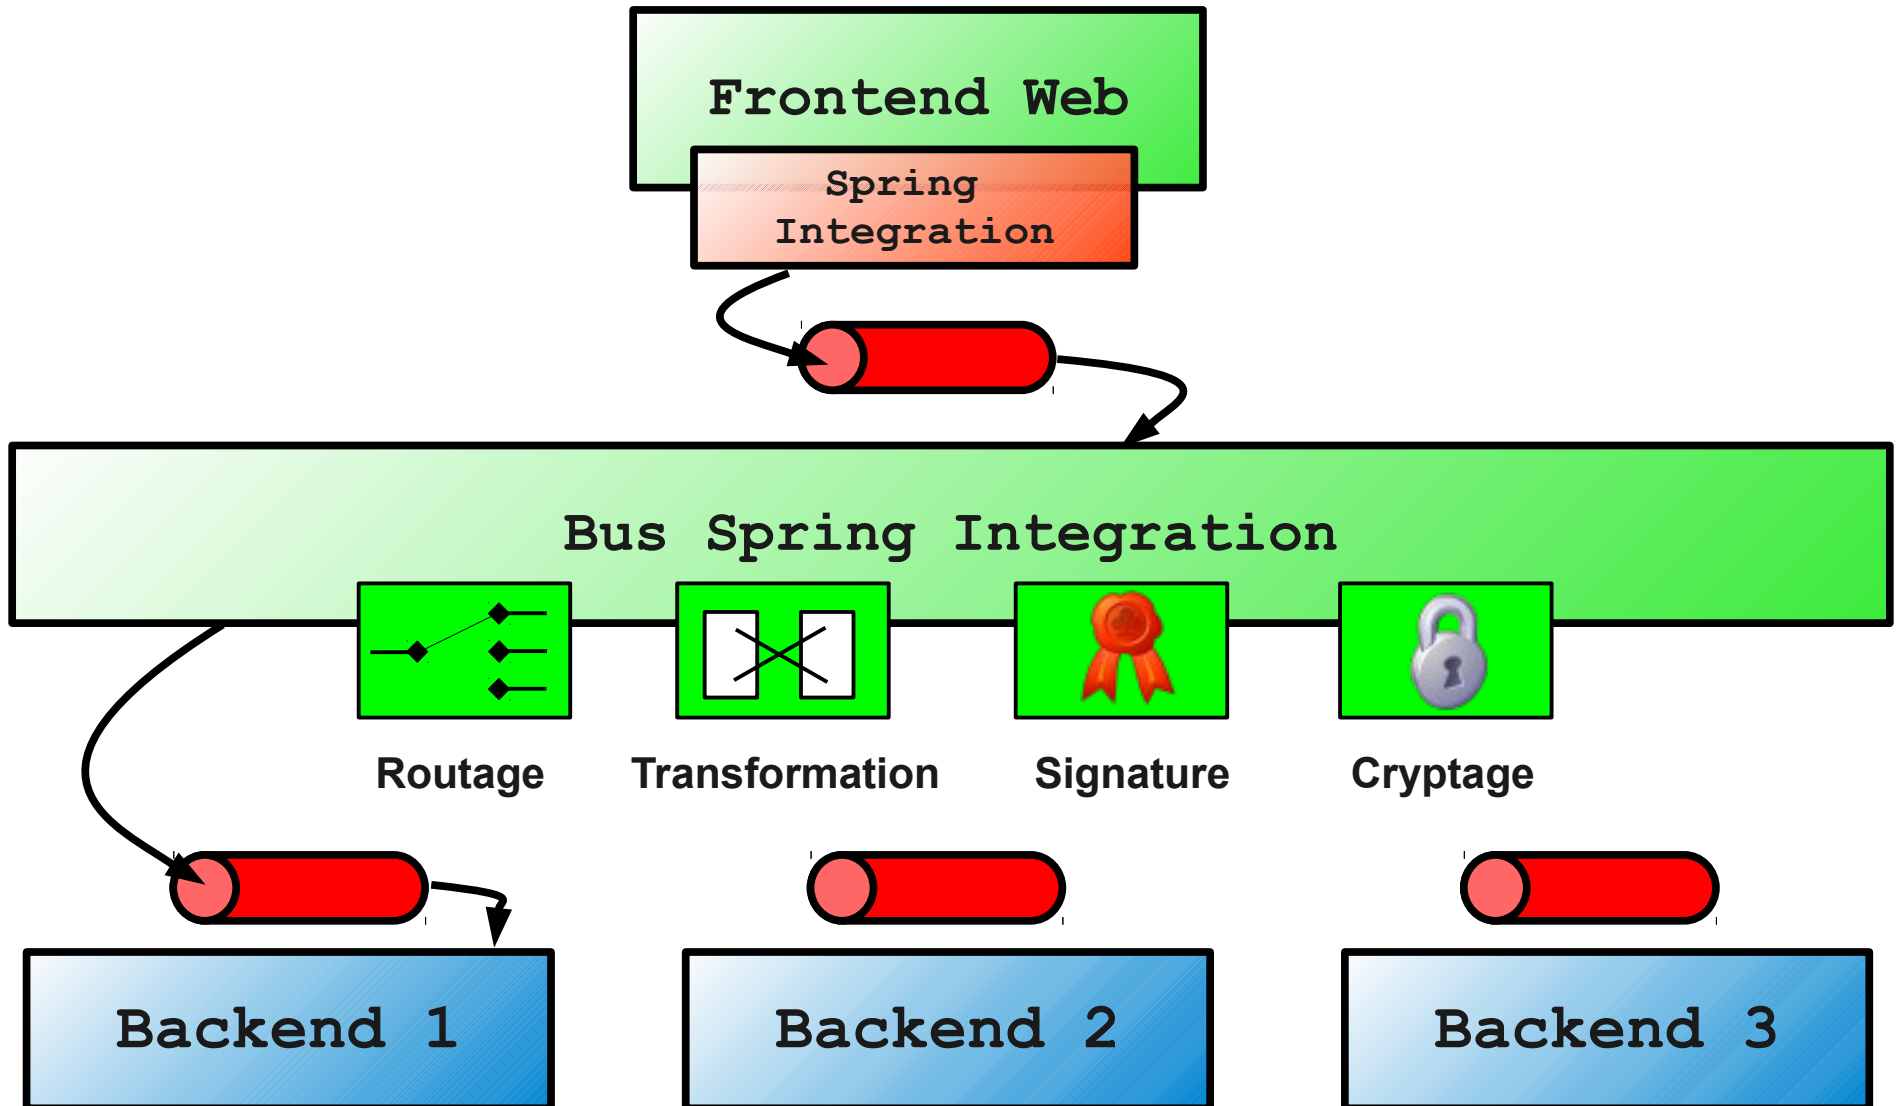 Frontend Web
Spring
Integration
Bus Spring Integration
Routage
Transformation
Signature
Cryptage
Backend 1
Backend 2
Backend 3